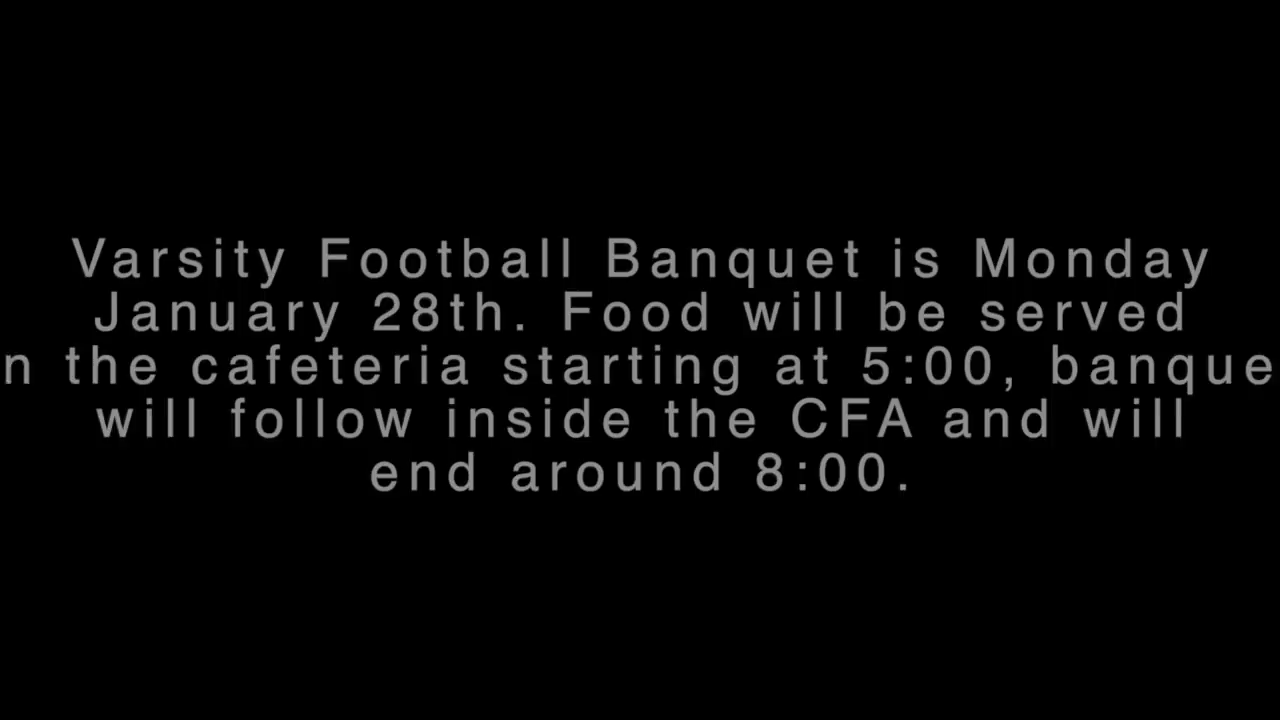 Varsity Football Banquet is Monday
January 28th. Food will be served
n the cafeteria starting at 5:00, banque
will follow inside the CFA and will
end around 8:00.